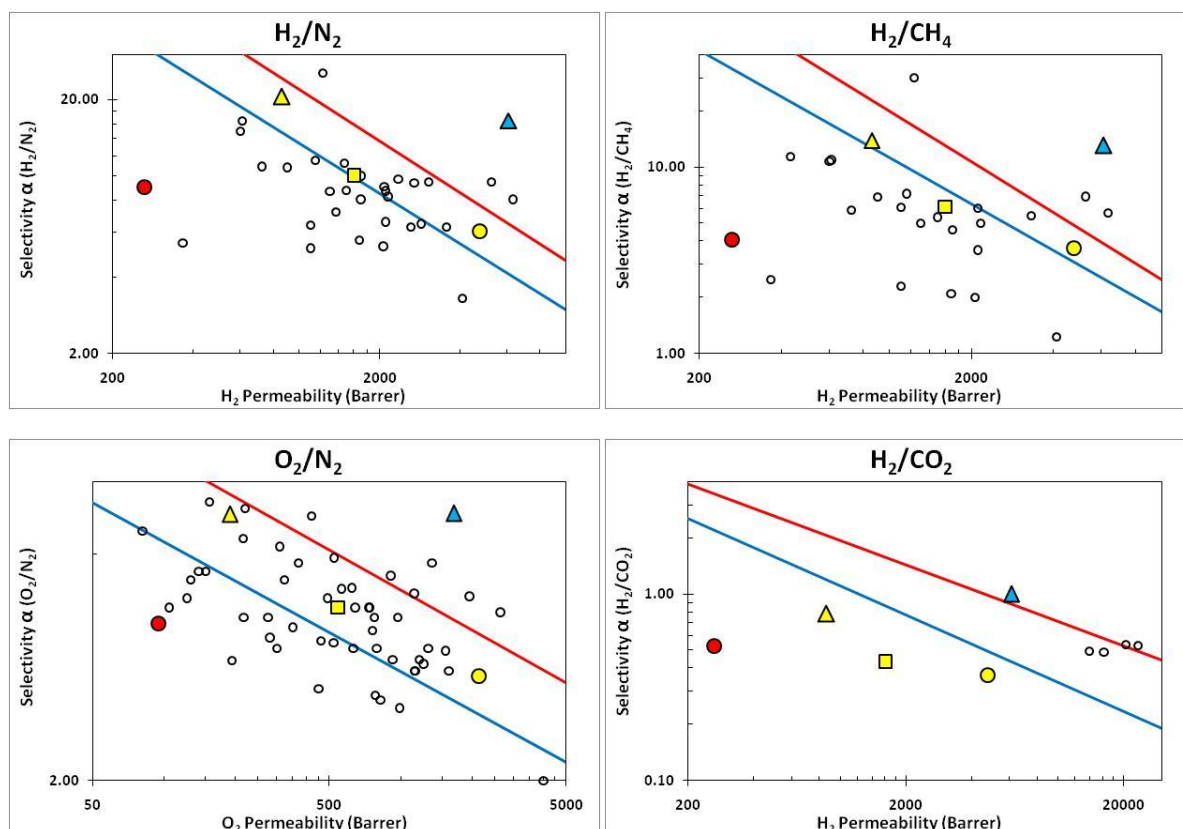 H₂/N₂
20.00
Selectivity α (H₂/N₂)
2.00
200
2000
H₂ Permeability (Barrer)
H₂/CH₄
10.00
Selectivity α (H₂/CH₄)
1.00
200
2000
H₂ Permeability (Barrer)
O₂/N₂
Selectivity α (O₂/N₂)
2.00
50
500
5000
O₂ Permeability (Barrer)
H₂/CO₂
1.00
Selectivity α (H₂/CO₂)
0.10
200
2000
20000
H₂ Permeability (Barrer)